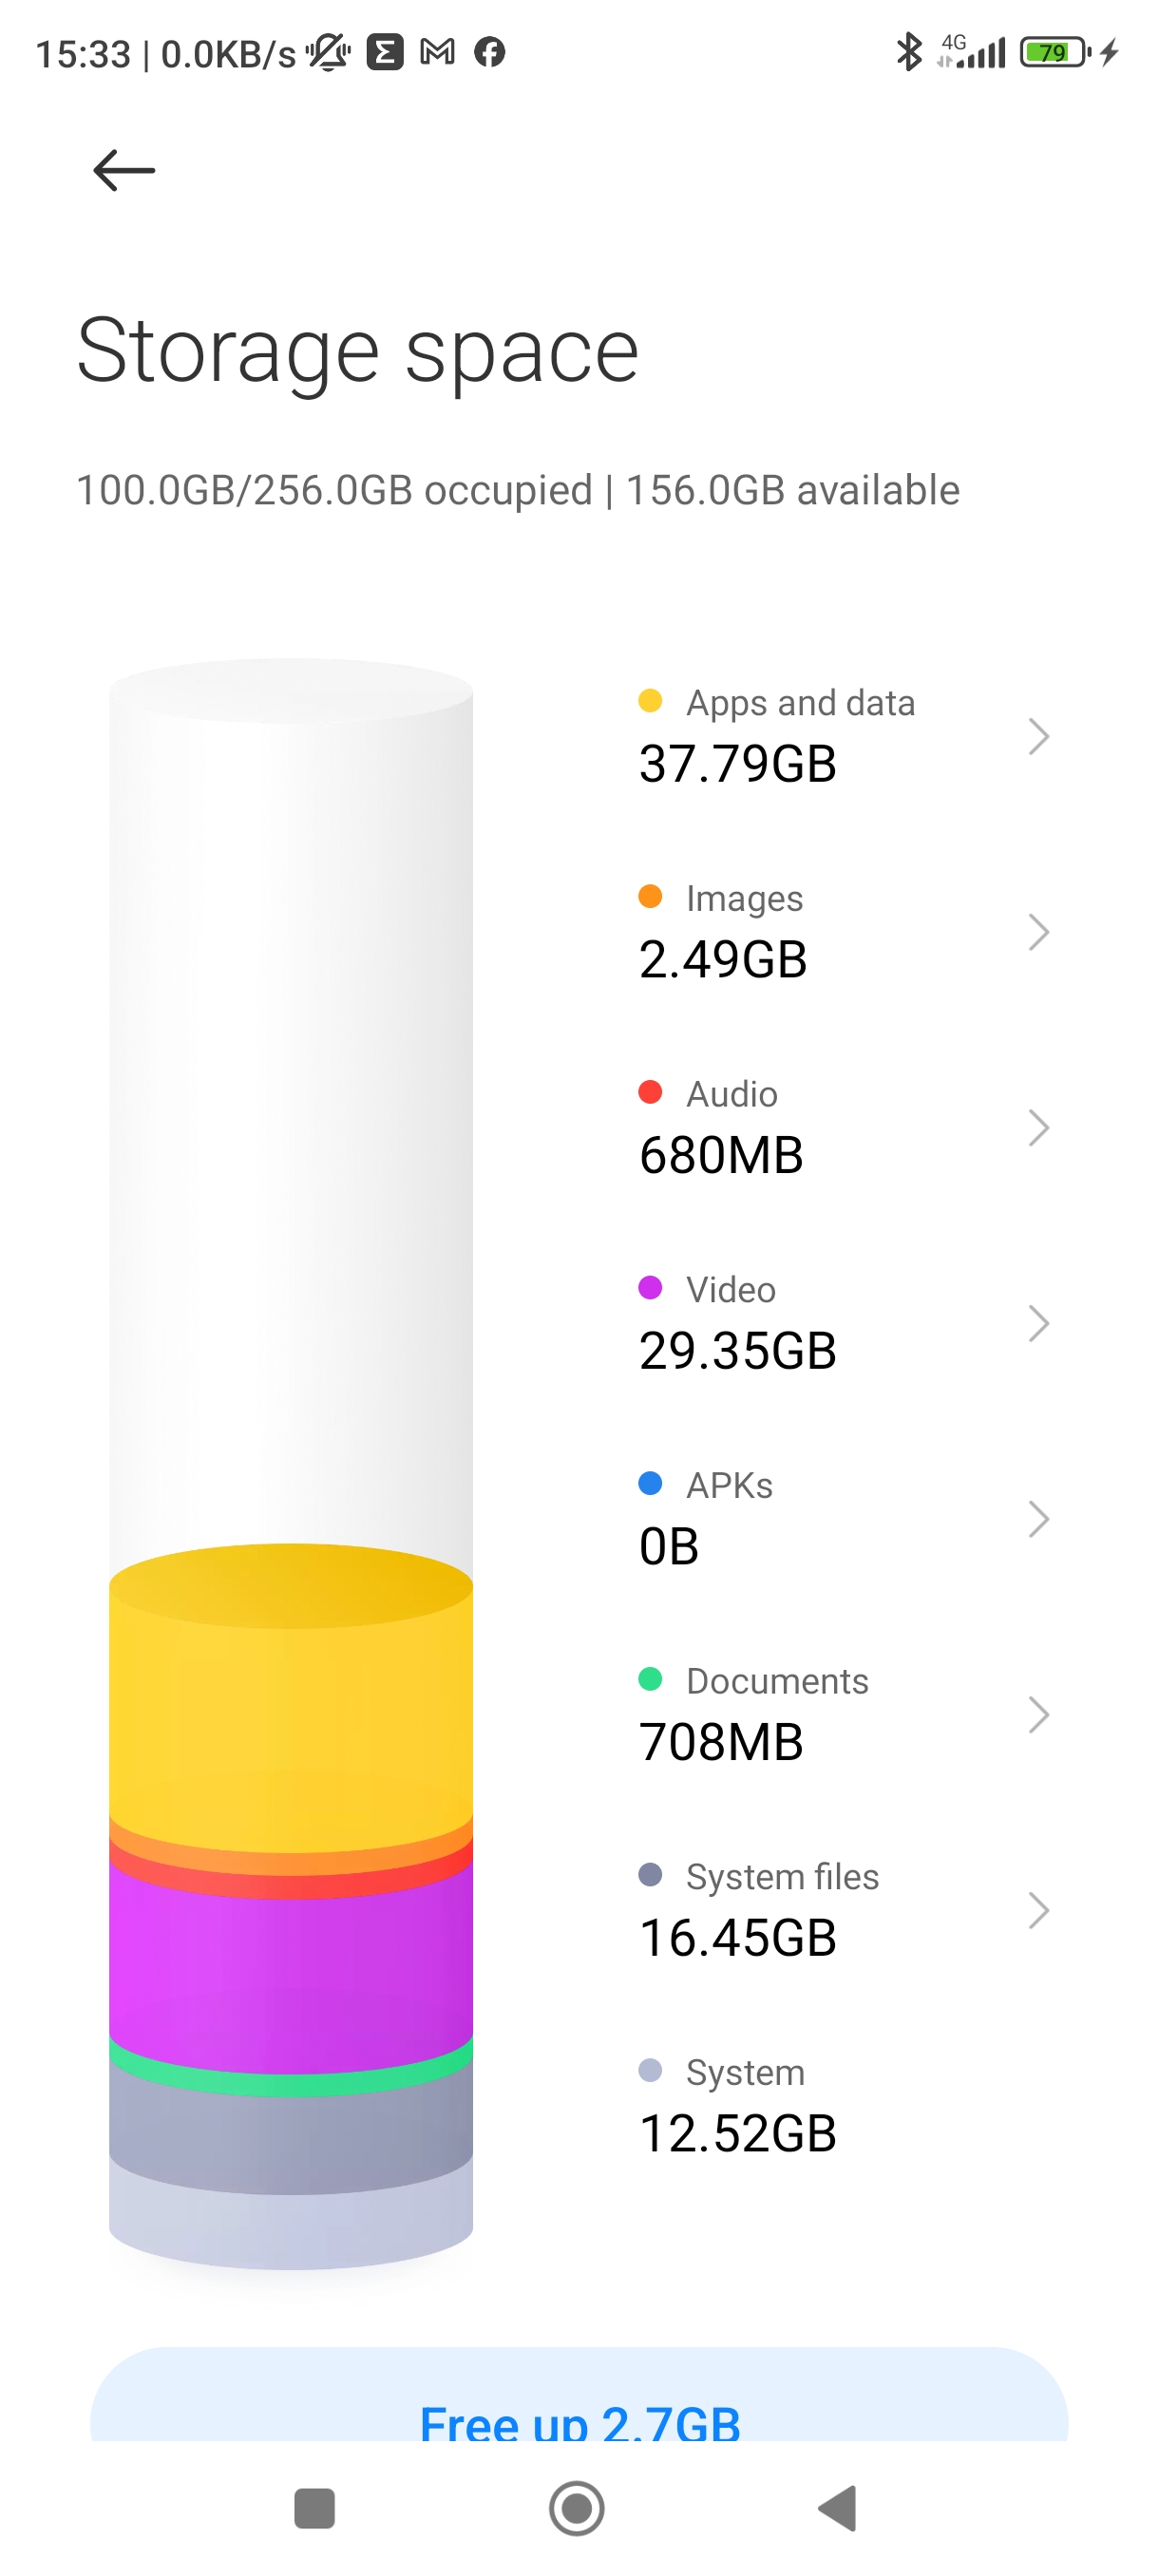 15:33 | 0.0KB/s
4G
79
Storage space
100.0GB/256.0GB occupied | 156.0GB available
Apps and data
37.79GB
Images
2.49GB
Audio
680MB
Video
29.35GB
APKs
0B
Documents
708MB
System files
16.45GB
System
12.52GB
Free up 2.7GB